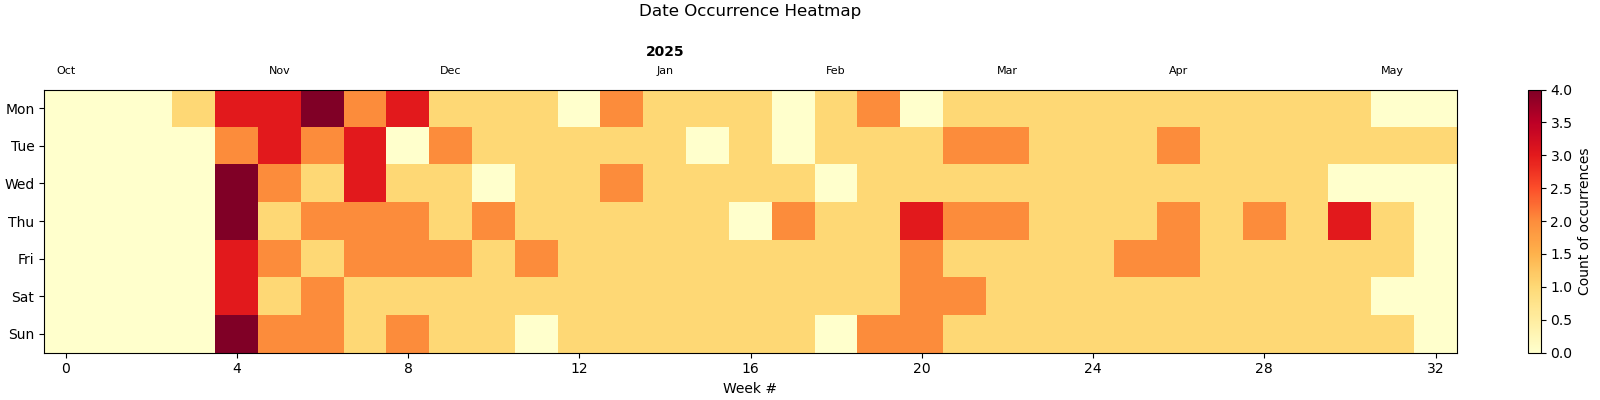 Date Occurrence Heatmap
2025
Oct Nov Dec Jan Feb Mar Apr May
Mon
Tue
Wed
Thu
Fri
Sat
Sun
0 4 8 12 16 20 24 28 32
Week #
4.0
3.5
3.0
2.5
2.0
1.5
1.0
0.5
0.0
Count of occurrences